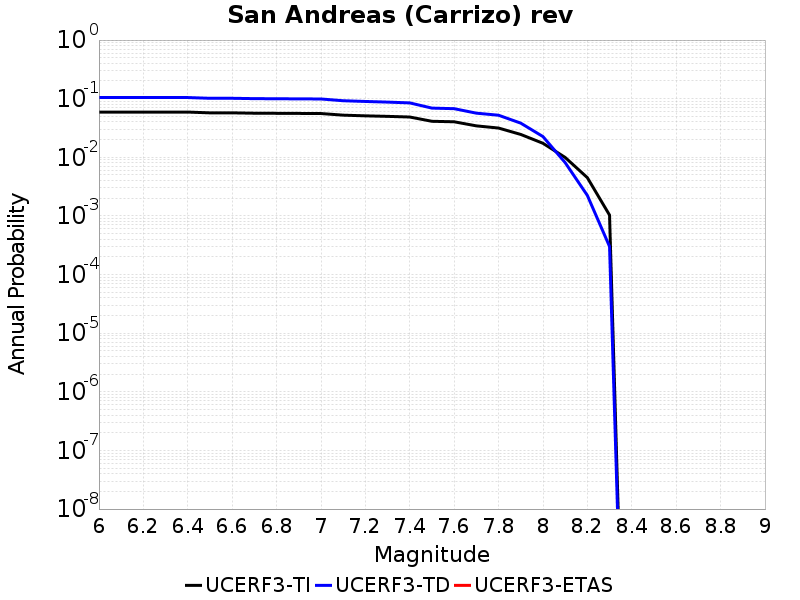 San Andreas (Carrizo) rev
10^0
10^-1
10^-2
10^-3
10^-4
10^-5
10^-6
10^-7
10^-8
Annual Probability
6 6.2 6.4 6.6 6.8 7 7.2 7.4 7.6 7.8 8 8.2 8.4 8.6 8.8 9
Magnitude
UCERF3-TI UCERF3-TD UCERF3-ETAS